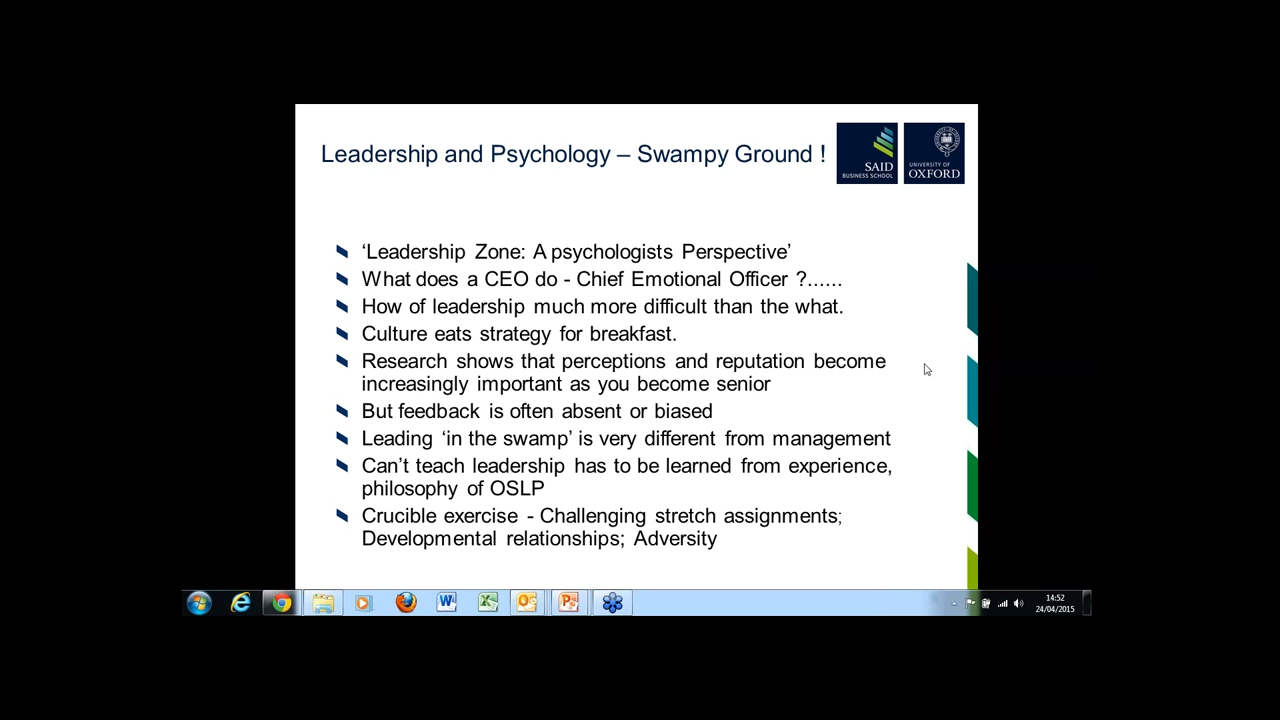 Leadership and Psychology – Swampy Ground !
SAID
BUSINESS SCHOOL
UNIVERSITY OF
OXFORD
‘Leadership Zone: A psychologists Perspective’
What does a CEO do - Chief Emotional Officer ?......
How of leadership much more difficult than the what.
Culture eats strategy for breakfast.
Research shows that perceptions and reputation become
increasingly important as you become senior
But feedback is often absent or biased
Leading ‘in the swamp’ is very different from management
Can’t teach leadership has to be learned from experience,
philosophy of OSLP
Crucible exercise - Challenging stretch assignments;
Developmental relationships; Adversity
14:52
24/04/2015